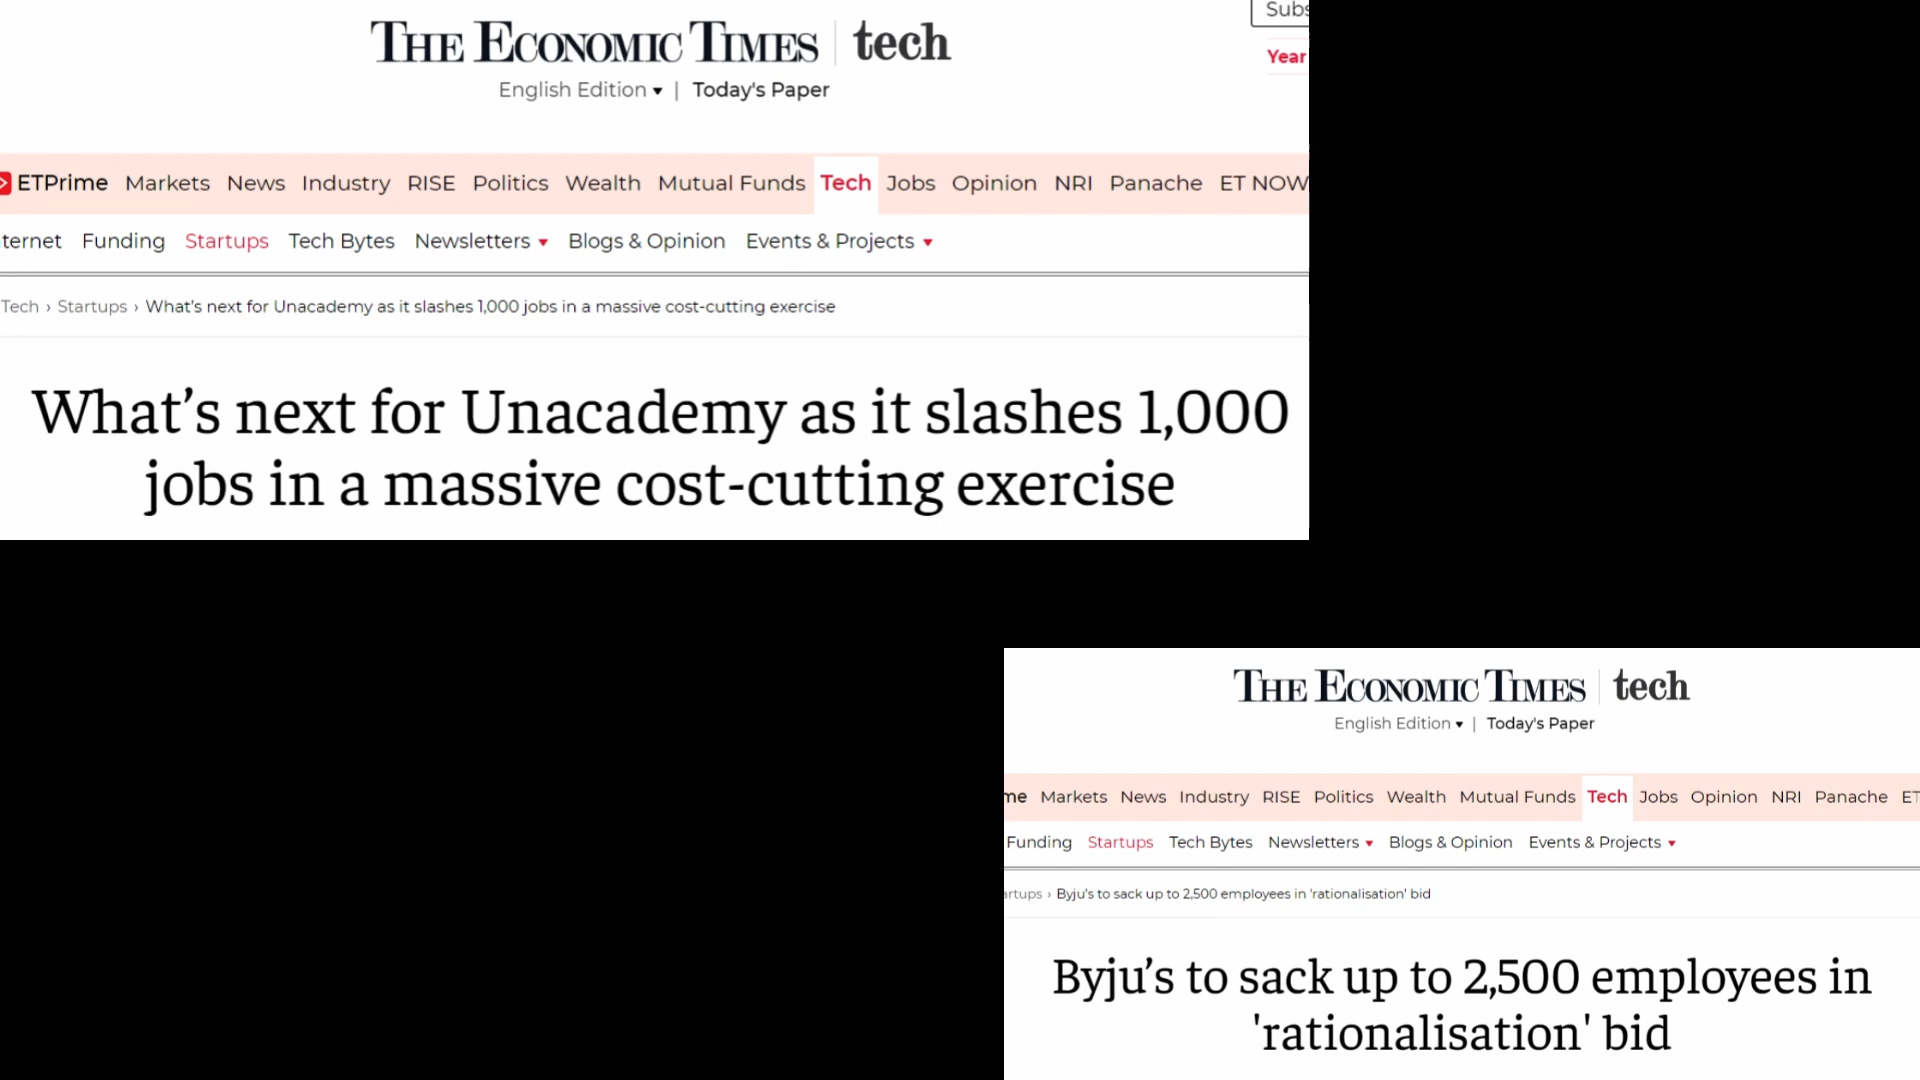 Subs
THE ECONOMIC TIMES | tech
Year
English Edition ▾ | Today's Paper
ETPrime Markets News Industry RISE Politics Wealth Mutual Funds Tech Jobs Opinion NRI Panache ET NOW
ternet Funding Startups Tech Bytes Newsletters ▾ Blogs & Opinion Events & Projects ▾
Tech › Startups › What's next for Unacademy as it slashes 1,000 jobs in a massive cost-cutting exercise
What's next for Unacademy as it slashes 1,000
jobs in a massive cost-cutting exercise
THE ECONOMIC TIMES | tech
English Edition ▾ | Today's Paper
me Markets News Industry RISE Politics Wealth Mutual Funds Tech Jobs Opinion NRI Panache ET
Funding Startups Tech Bytes Newsletters ▾ Blogs & Opinion Events & Projects ▾
artups › Byju's to sack up to 2,500 employees in 'rationalisation' bid
Byju's to sack up to 2,500 employees in
'rationalisation' bid